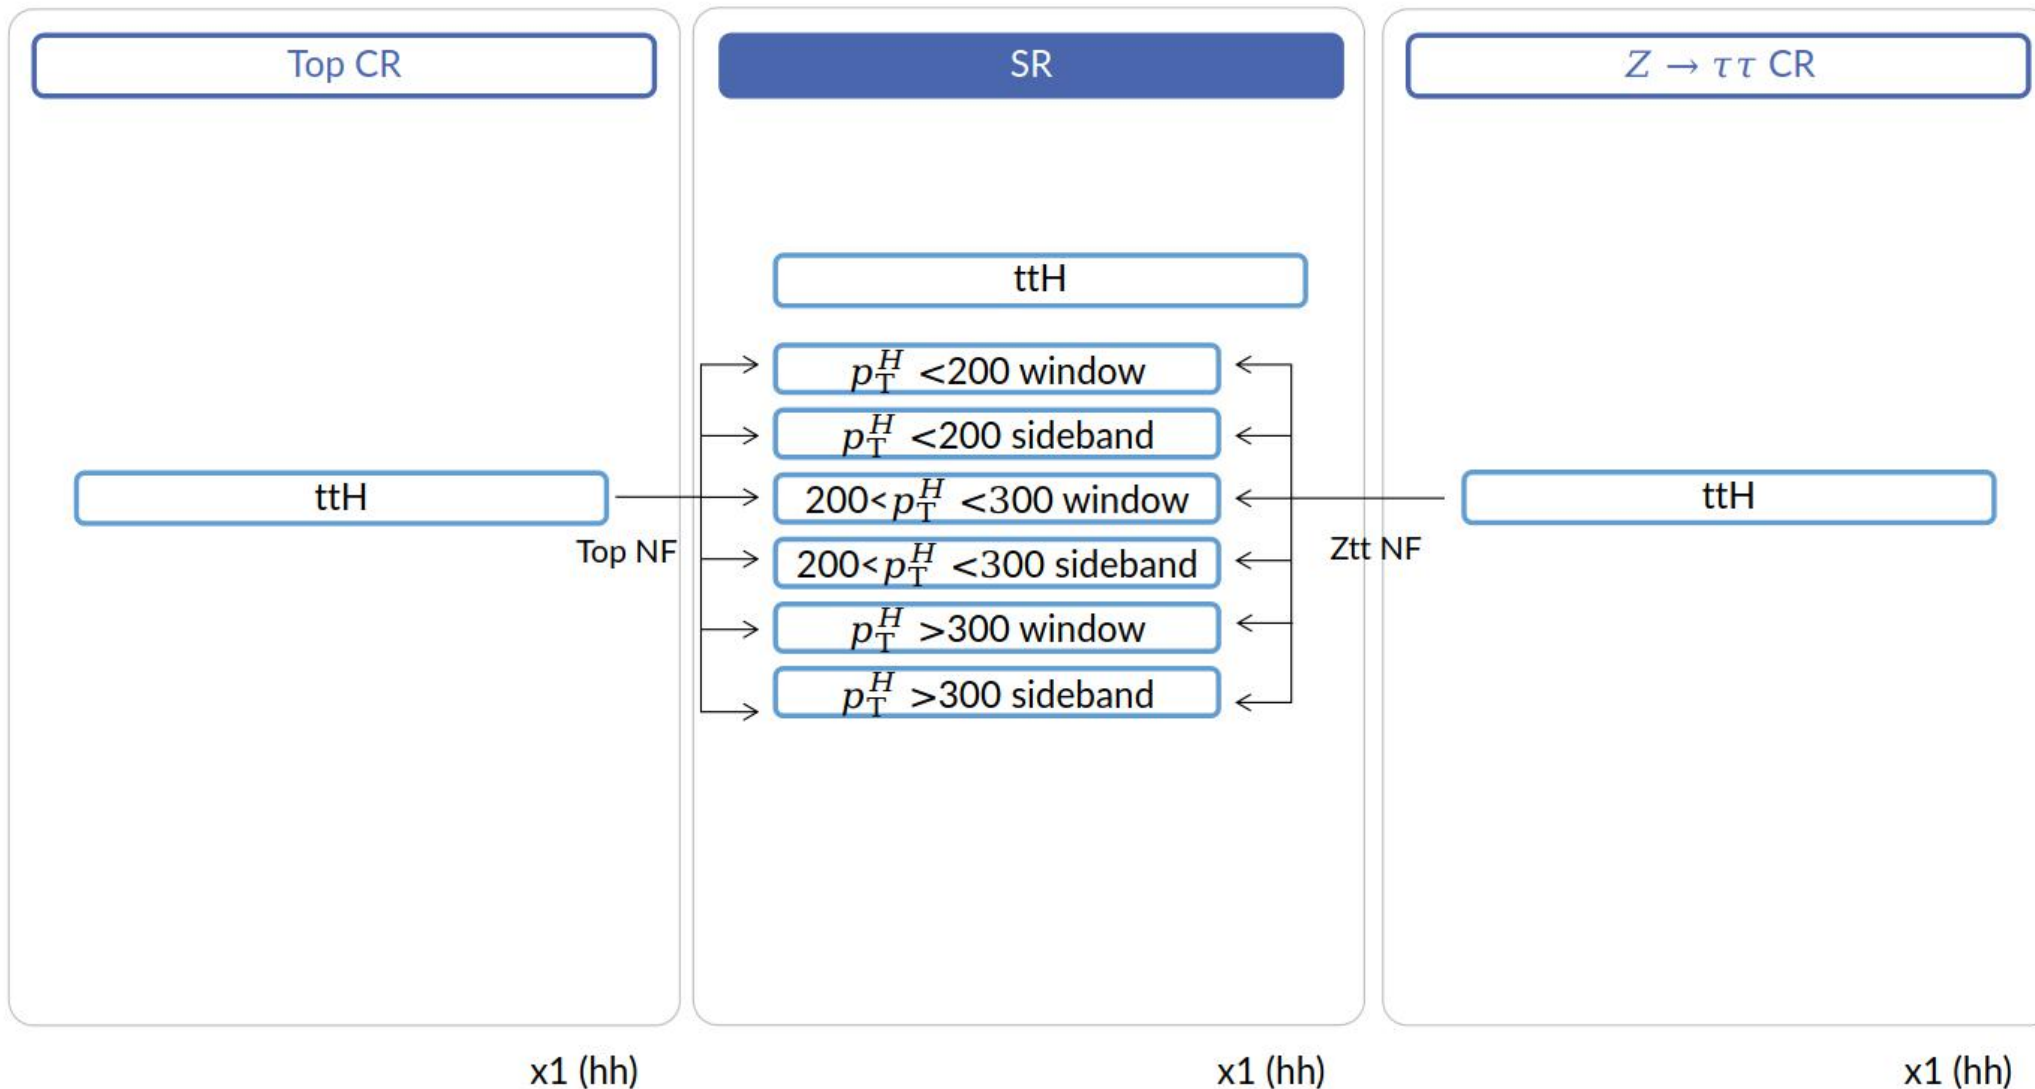 Top CR
SR
Z → ττ CR
ttH
p_T^H <200 window
p_T^H <200 sideband
200< p_T^H <300 window
200< p_T^H <300 sideband
p_T^H >300 window
p_T^H >300 sideband
ttH
Top NF
ttH
Ztt NF
x1 (hh)
x1 (hh)
x1 (hh)